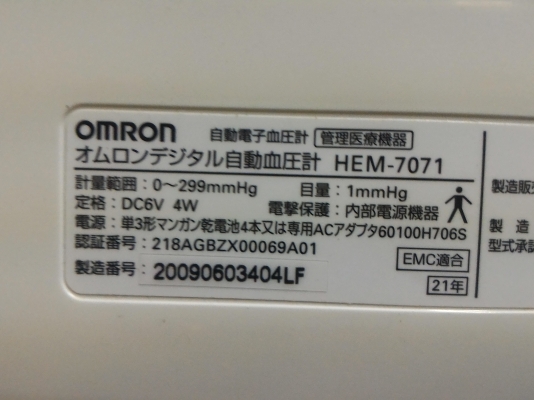 OMRON 自動電子血圧計 管理医療機器
オムロンデジタル自動血圧計 HEM-7071
計量範囲：0～299mmHg 目量：1mmHg
定格：DC6V 4W 電撃保護：内部電源機器
電源：単3形マンガン乾電池4本又は専用ACアダプタ60100H706S
認証番号：218AGBZX00069A01
EMC適合
製造番号：20090603404LF
21年
製造販売
製造
型式承認